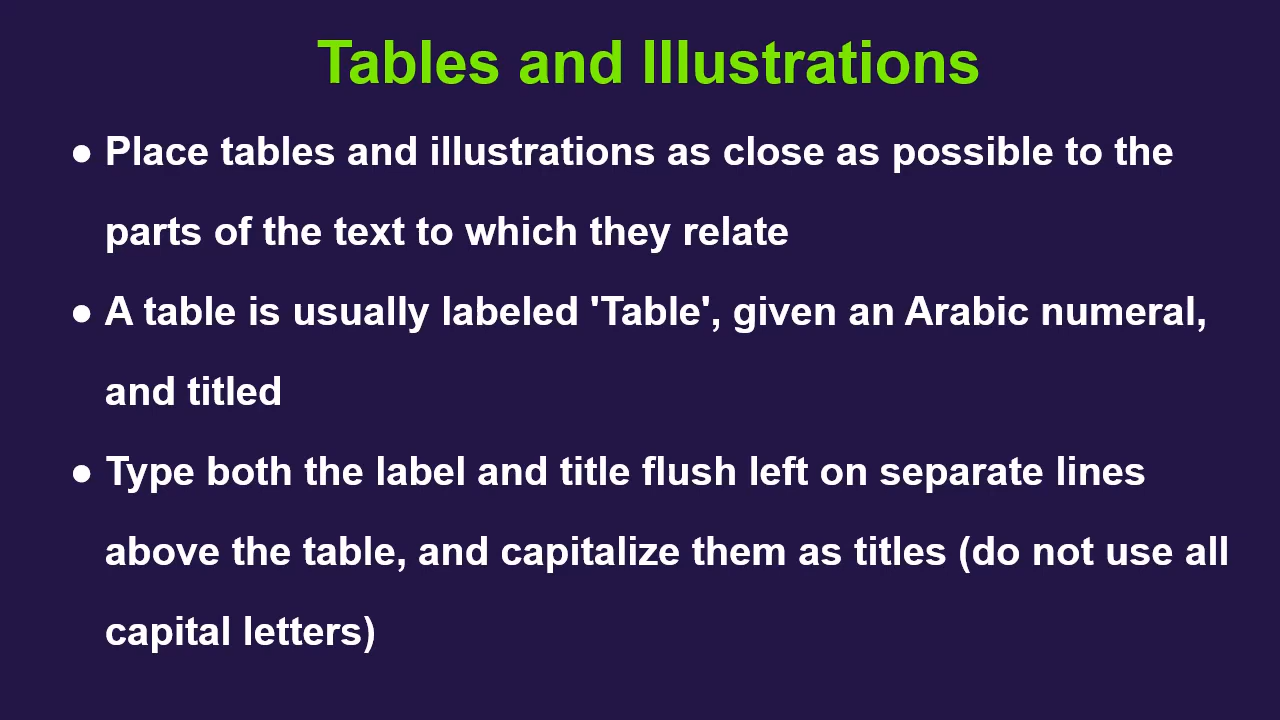 Tables and Illustrations
● Place tables and illustrations as close as possible to the
parts of the text to which they relate
● A table is usually labeled 'Table', given an Arabic numeral,
and titled
● Type both the label and title flush left on separate lines
above the table, and capitalize them as titles (do not use all
capital letters)